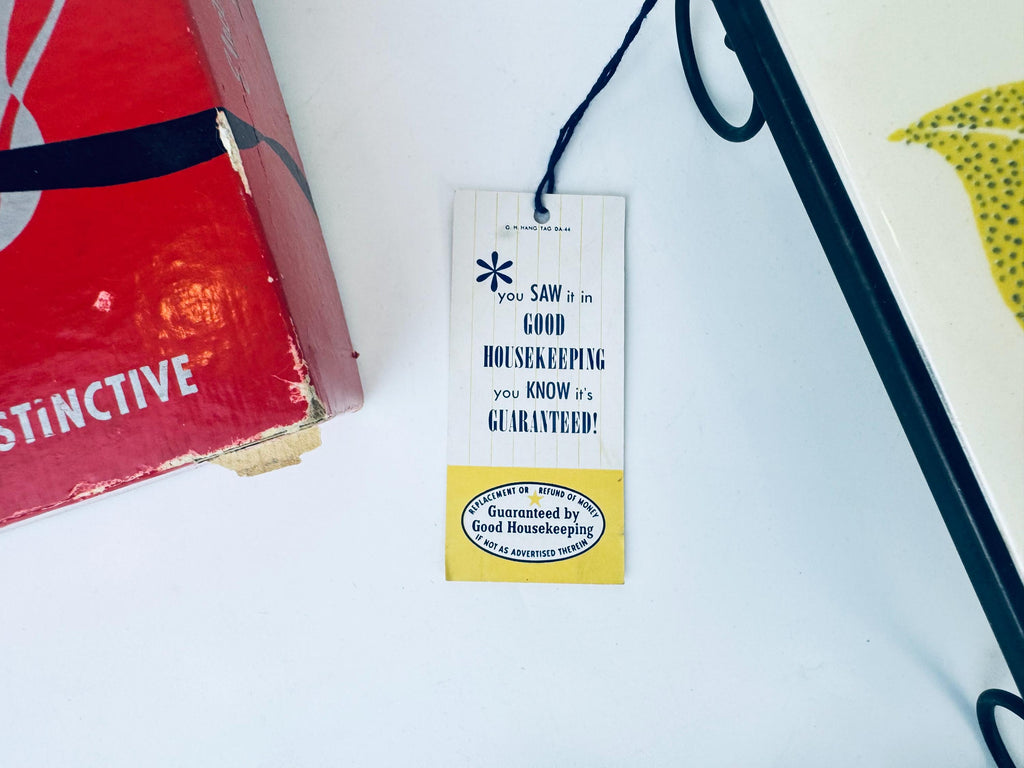 STiNCTIVE
G. H. HANG TAG DA-44
*
you SAW it in
GOOD
HOUSEKEEPING
you KNOW it's
GUARANTEED!
REPLACEMENT OR REFUND OF MONEY
Guaranteed by
Good Housekeeping
IF NOT AS ADVERTISED THEREIN